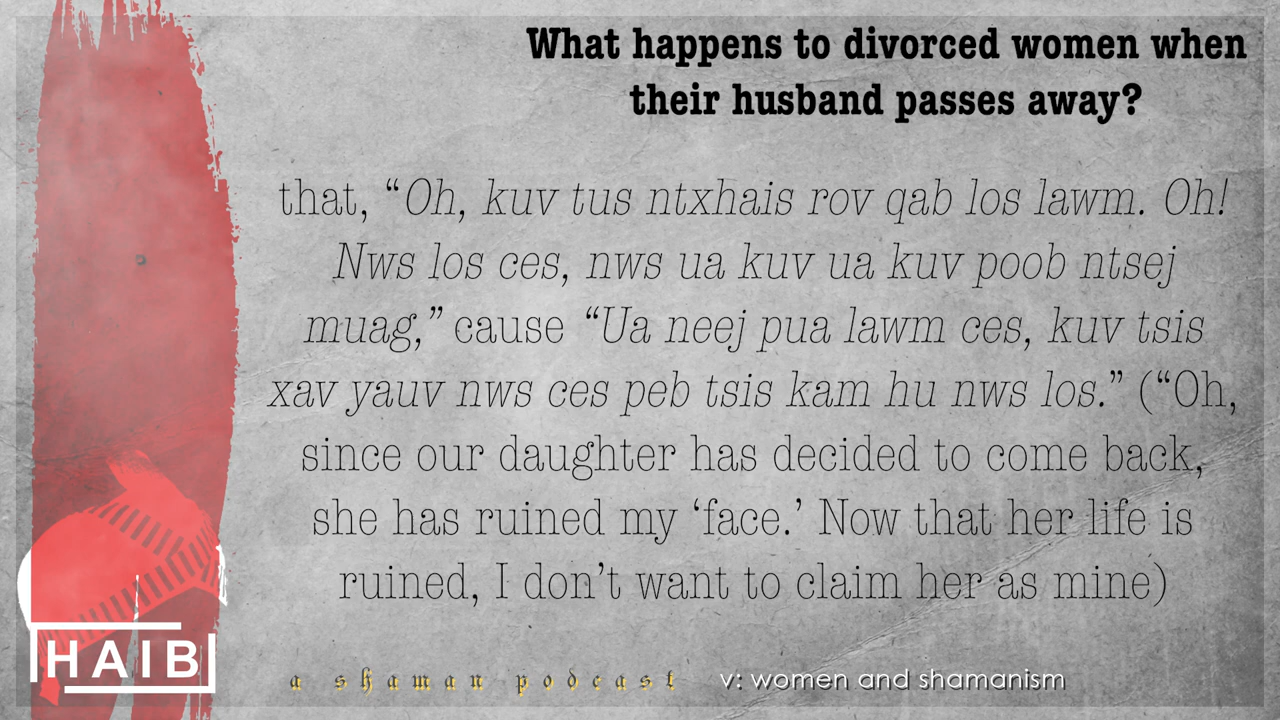 What happens to divorced women when
their husband passes away?
that, “Oh, kuv tus ntxhais rov qab los lawm. Oh!
Nws los ces, nws ua kuv ua kuv poob ntsej
muag,” cause “Ua neej pua lawm ces, kuv tsis
xav yauv nws ces peb tsis kam hu nws los.” (“Oh,
since our daughter has decided to come back,
she has ruined my ‘face.’ Now that her life is
ruined, I don’t want to claim her as mine)
HAIB
a shaman podcast
v: women and shamanism